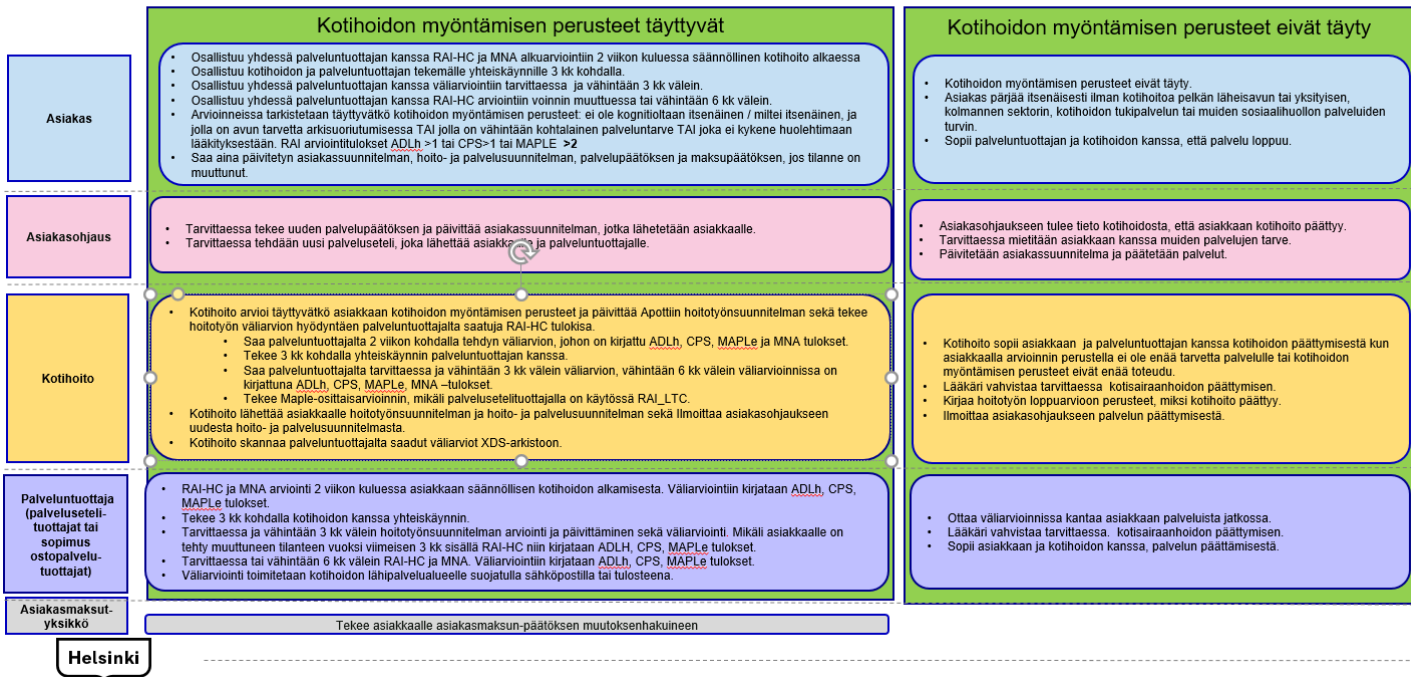 Kotihoidon myöntämisen perusteet täyttyvät
Kotihoidon myöntämisen perusteet eivät täyty
Asiakas
• Osallistuu yhdessä palveluntuottajan kanssa RAI-HC ja MNA alkuarviointiin 2 viikon kuluessa säännöllinen kotihoito alkaessa
• Osallistuu kotihoidon ja palveluntuottajan tekemälle yhteiskäynnille 3 kk kohdalla.
• Osallistuu yhdessä palveluntuottajan kanssa väliarviointiin tarvittaessa ja vähintään 3 kk välein.
• Osallistuu yhdessä palveluntuottajan kanssa RAI-HC arviointiin voinnin muuttuessa tai vähintään 6 kk välein.
• Arvioinneissa tarkistetaan täyttyvätkö kotihoidon myöntämisen perusteet: ei ole kognitioltaan itsenäinen / miltei itsenäinen, ja
jolla on avun tarvetta arkisuoriutumisessa TAI jolla on vähintään kohtalainen palveluntarve TAI joka ei kykene huolehtimaan
lääkityksestään. RAI arviointitulokset ADLh >1 tai CPS>1 tai MAPLE >2
• Saa aina päivitetyn asiakassuunnitelman, hoito- ja palvelusuunnitelman, palvelupäätöksen ja maksupäätöksen, jos tilanne on
muuttunut.
• Kotihoidon myöntämisen perusteet eivät täyty.
• Asiakas pärjää itsenäisesti ilman kotihoitoa pelkän läheisavun tai yksityisen,
kolmannen sektorin, kotihoidon tukipalvelun tai muiden sosiaalihuollon palveluiden
turvin.
• Sopii palveluntuottajan ja kotihoidon kanssa, että palvelu loppuu.
Asiakasohjaus
• Tarvittaessa tekee uuden palvelupäätöksen ja päivittää asiakassuunnitelman, jotka lähetetään asiakkaalle.
• Tarvittaessa tehdään uusi palveluseteli, joka lähettää ja palveluntuottajalle.
• Asiakasohjaukseen tulee tieto kotihoidosta, että asiakkaan kotihoito päättyy.
• Tarvittaessa mietitään asiakkaan kanssa muiden palvelujen tarve.
• Päivitetään asiakassuunnitelma ja päätetään palvelut.
Kotihoito
• Kotihoito arvioi täyttyvätkö asiakkaan kotihoidon myöntämisen perusteet ja päivittää Apottiin hoitotyönsuunnitelman sekä tekee
hoitotyön väliarvion hyödyntäen palveluntuottajalta saatuja RAI-HC tulokisa.
• Saa palveluntuottajalta 2 viikon kohdalla tehdyn väliarvion, johon on kirjattu ADLh, CPS, MAPLe ja MNA tulokset.
• Tekee 3 kk kohdalla yhteiskäynnin palveluntuottajan kanssa.
• Saa palveluntuottajalta tarvittaessa ja vähintään 3 kk välein väliarvion, vähintään 6 kk välein väliarvioinnissa on
kirjattuna ADLh, CPS, MAPLe, MNA –tulokset.
• Tekee Maple-osittaisarvioinnin, mikäli palvelusetelituottajalla on käytössä RAI_LTC.
• Kotihoito lähettää asiakkaalle hoitotyönsuunnitelman ja hoito- ja palvelusuunnitelman sekä Ilmoittaa asiakasohjaukseen
uudesta hoito- ja palvelusuunnitelmasta.
• Kotihoito skannaa palveluntuottajalta saadut väliarviot XDS-arkistoon.
• Kotihoito sopii asiakkaan ja palveluntuottajan kanssa kotihoidon päättymisestä kun
asiakkaalla arvioinnin perustella ei ole enää tarvetta palvelulle tai kotihoidon
myöntämisen perusteet eivät enää toteudu.
• Lääkäri vahvistaa tarvittaessa kotisairaanhoidon päättymisen.
• Kirjaa hoitotyön loppuarvioon perusteet, miksi kotihoito päättyy.
• Ilmoittaa asiakasohjaukseen palvelun päättymisestä.
Palveluntuottaja
(palveluseteli-
tuottajat tai
sopimus
ostopalvelu-
tuottajat)
• RAI-HC ja MNA arviointi 2 viikon kuluessa asiakkaan säännöllisen kotihoidon alkamisesta. Väliarviointiin kirjataan ADLh, CPS,
MAPLe tulokset.
• Tekee 3 kk kohdalla kotihoidon kanssa yhteiskäynnin.
• Tarvittaessa ja vähintään 3 kk välein hoitotyönsuunnitelman arviointi ja päivittäminen sekä väliarviointi. Mikäli asiakkaalle on
tehty muuttuneen tilanteen vuoksi viimeisen 3 kk sisällä RAI-HC niin kirjataan ADLH, CPS, MAPLe tulokset.
• Tarvittaessa tai vähintään 6 kk välein RAI-HC ja MNA. Väliarviointiin kirjataan ADLh, CPS, MAPLe tulokset.
• Väliarviointi toimitetaan kotihoidon lähipalvelualueelle suojatulla sähköpostilla tai tulosteena.
• Ottaa väliarvioinnissa kantaa asiakkaan palveluista jatkossa.
• Lääkäri vahvistaa tarvittaessa. kotisairaanhoidon päättymisen.
• Sopii asiakkaan ja kotihoidon kanssa, palvelun päättämisestä.
Asiakasmaksut-
yksikkö
Tekee asiakkaalle asiakasmaksun-päätöksen muutoksenhakuineen
Helsinki